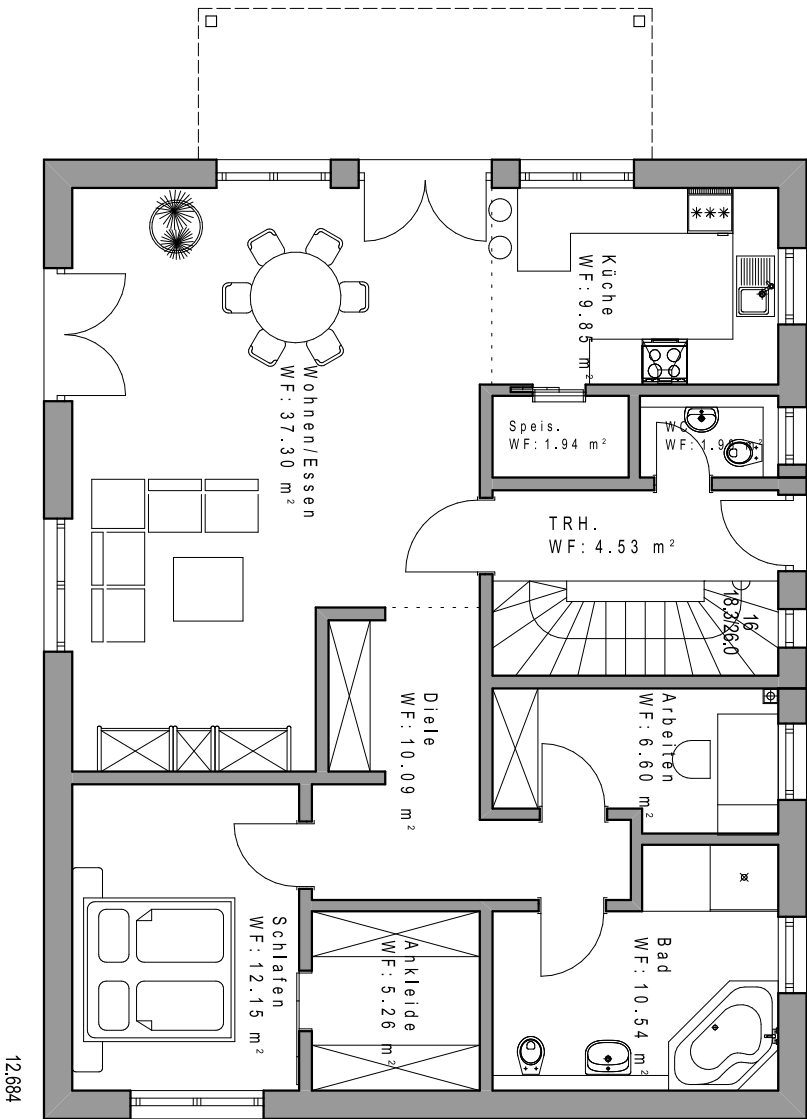 Küche
WF: 9.85 m²
Wohnen/Essen
WF: 37.30 m²
Speis.
WF: 1.94 m²
WC
TRH.
WF: 4.53 m²
16
18.3/26.0
Diele
WF: 10.09 m²
Arbeiten
WF: 6.60 m²
Schlafen
WF: 12.15 m²
Ankleide
WF: 5.26 m²
Bad
WF: 10.54 m²
12.684